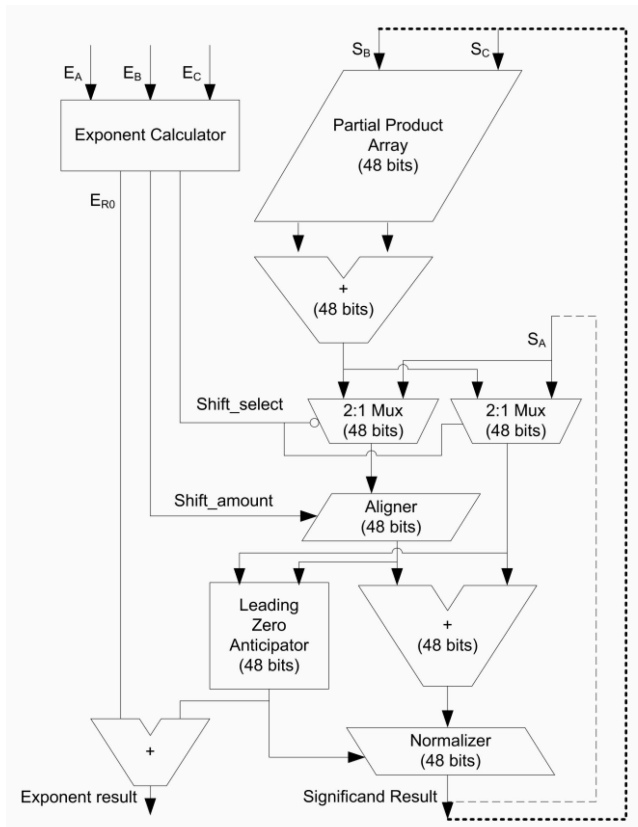 S_B
S_C
E_A
E_B
E_C
Exponent Calculator
Partial Product
Array
(48 bits)
E_R0
+
(48 bits)
S_A
Shift_select
2:1 Mux
(48 bits)
2:1 Mux
(48 bits)
Shift_amount
Aligner
(48 bits)
Leading
Zero
Anticipator
(48 bits)
+
(48 bits)
+
Normalizer
(48 bits)
Exponent result
Significand Result